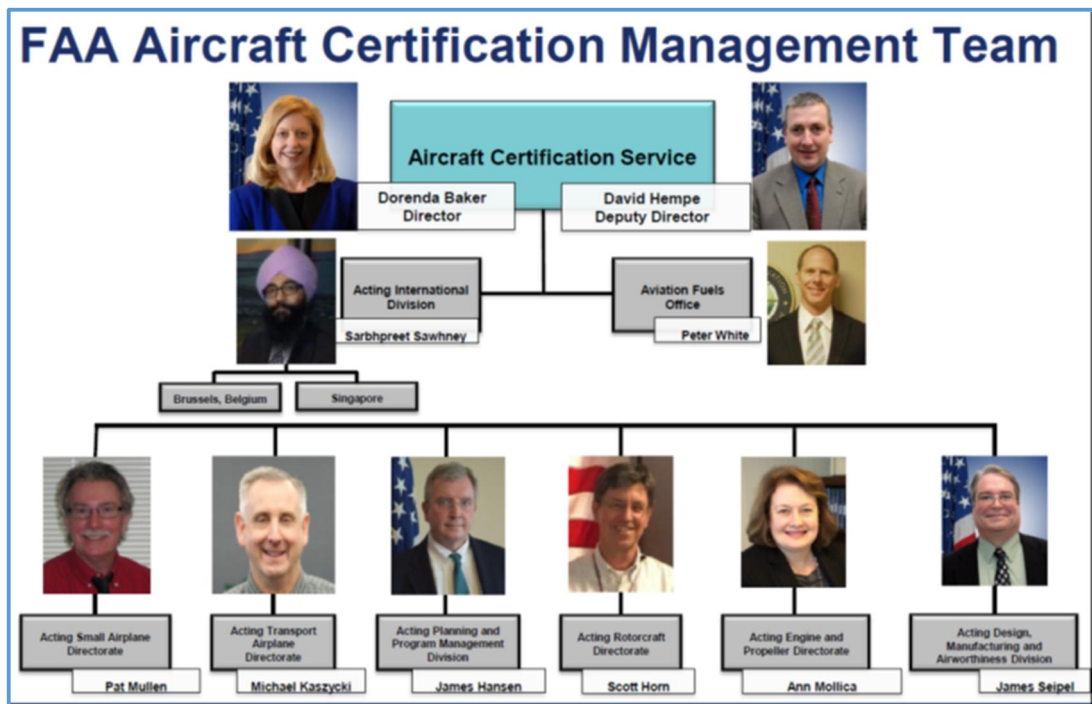 FAA Aircraft Certification Management Team
Aircraft Certification Service
Dorenda Baker
Director
David Hempe
Deputy Director
Acting International
Division
Sarbhpreet Sawhney
Aviation Fuels
Office
Peter White
Brussels, Belgium
Singapore
Acting Small Airplane
Directorate
Pat Mullen
Acting Transport
Airplane
Directorate
Michael Kaszycki
Acting Planning and
Program Management
Division
James Hansen
Acting Rotorcraft
Directorate
Scott Horn
Acting Engine and
Propeller Directorate
Ann Mollica
Acting Design,
Manufacturing and
Airworthiness Division
James Seipel